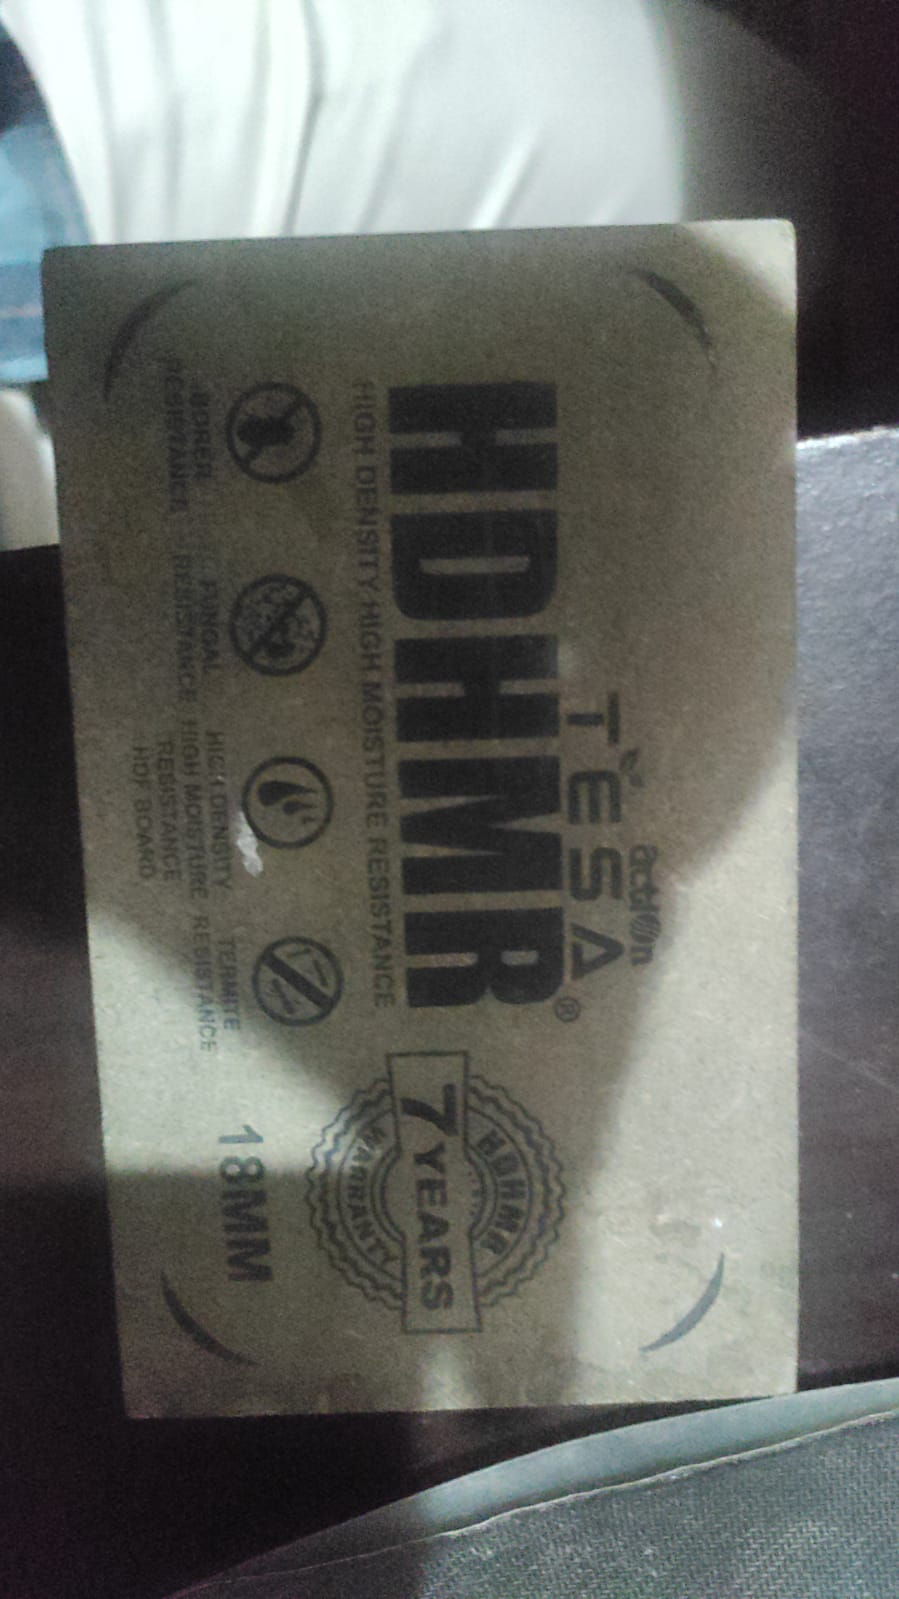 action
TESA®
HDHMR
HIGH DENSITY HIGH MOISTURE RESISTANCE
HDHMR
7 YEARS
WARRANTY
BORER
RESISTANCE
FUNGAL
RESISTANCE
HIGH DENSITY
HIGH MOISTURE
RESISTANCE
HDF BOARD
TERMITE
RESISTANCE
18MM